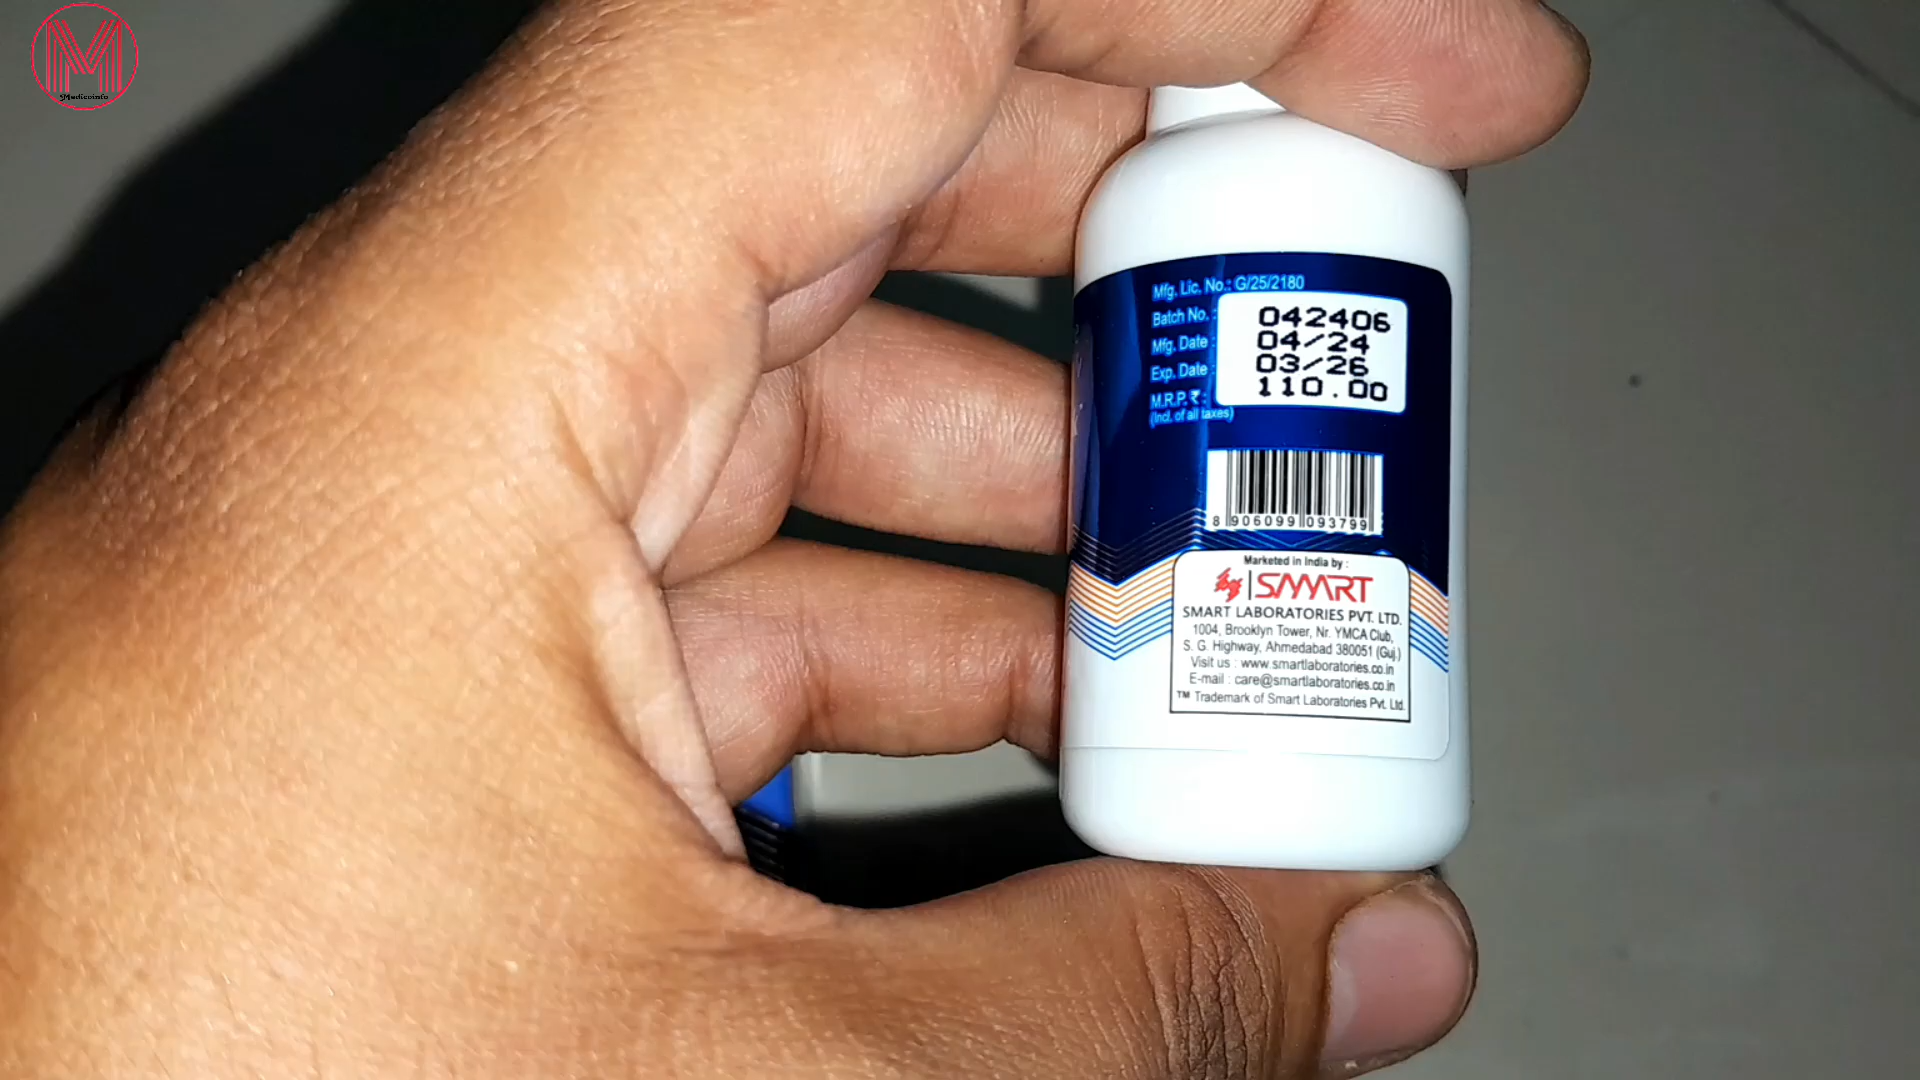 M
Medicoinfo
Mfg. Lic. No.: G/25/2180
Batch No. : 042406
Mfg. Date : 04/24
Exp. Date : 03/26
M.R.P. ₹ : 110.00
(Incl. of all taxes)
8 906099 093799
Marketed in India by :
SMART
SMART LABORATORIES PVT. LTD.
1004, Brooklyn Tower, Nr. YMCA Club,
S. G. Highway, Ahmedabad 380051 (Guj.)
Visit us : www.smartlaboratories.co.in
E-mail : care@smartlaboratories.co.in
™ Trademark of Smart Laboratories Pvt. Ltd.